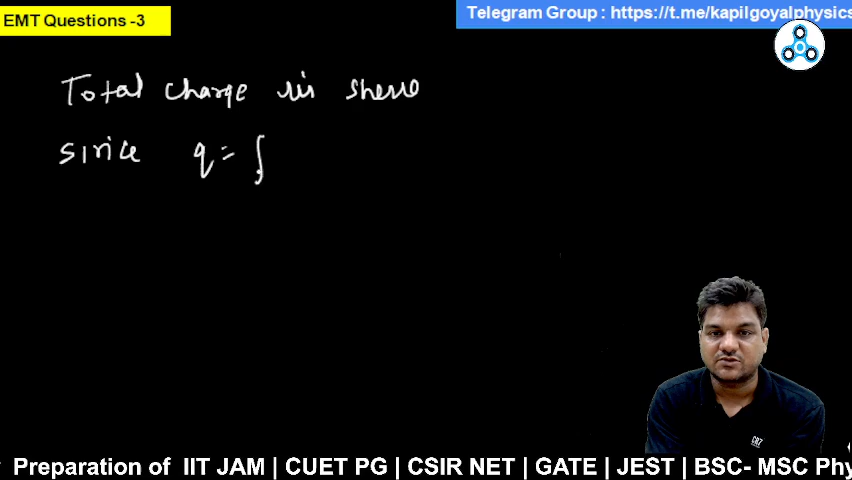 EMT Questions -3
Telegram Group : https://t.me/kapilgoyalphysics
Total charge in
since q = ∫
Preparation of IIT JAM | CUET PG | CSIR NET | GATE | JEST | BSC- MSC Phy